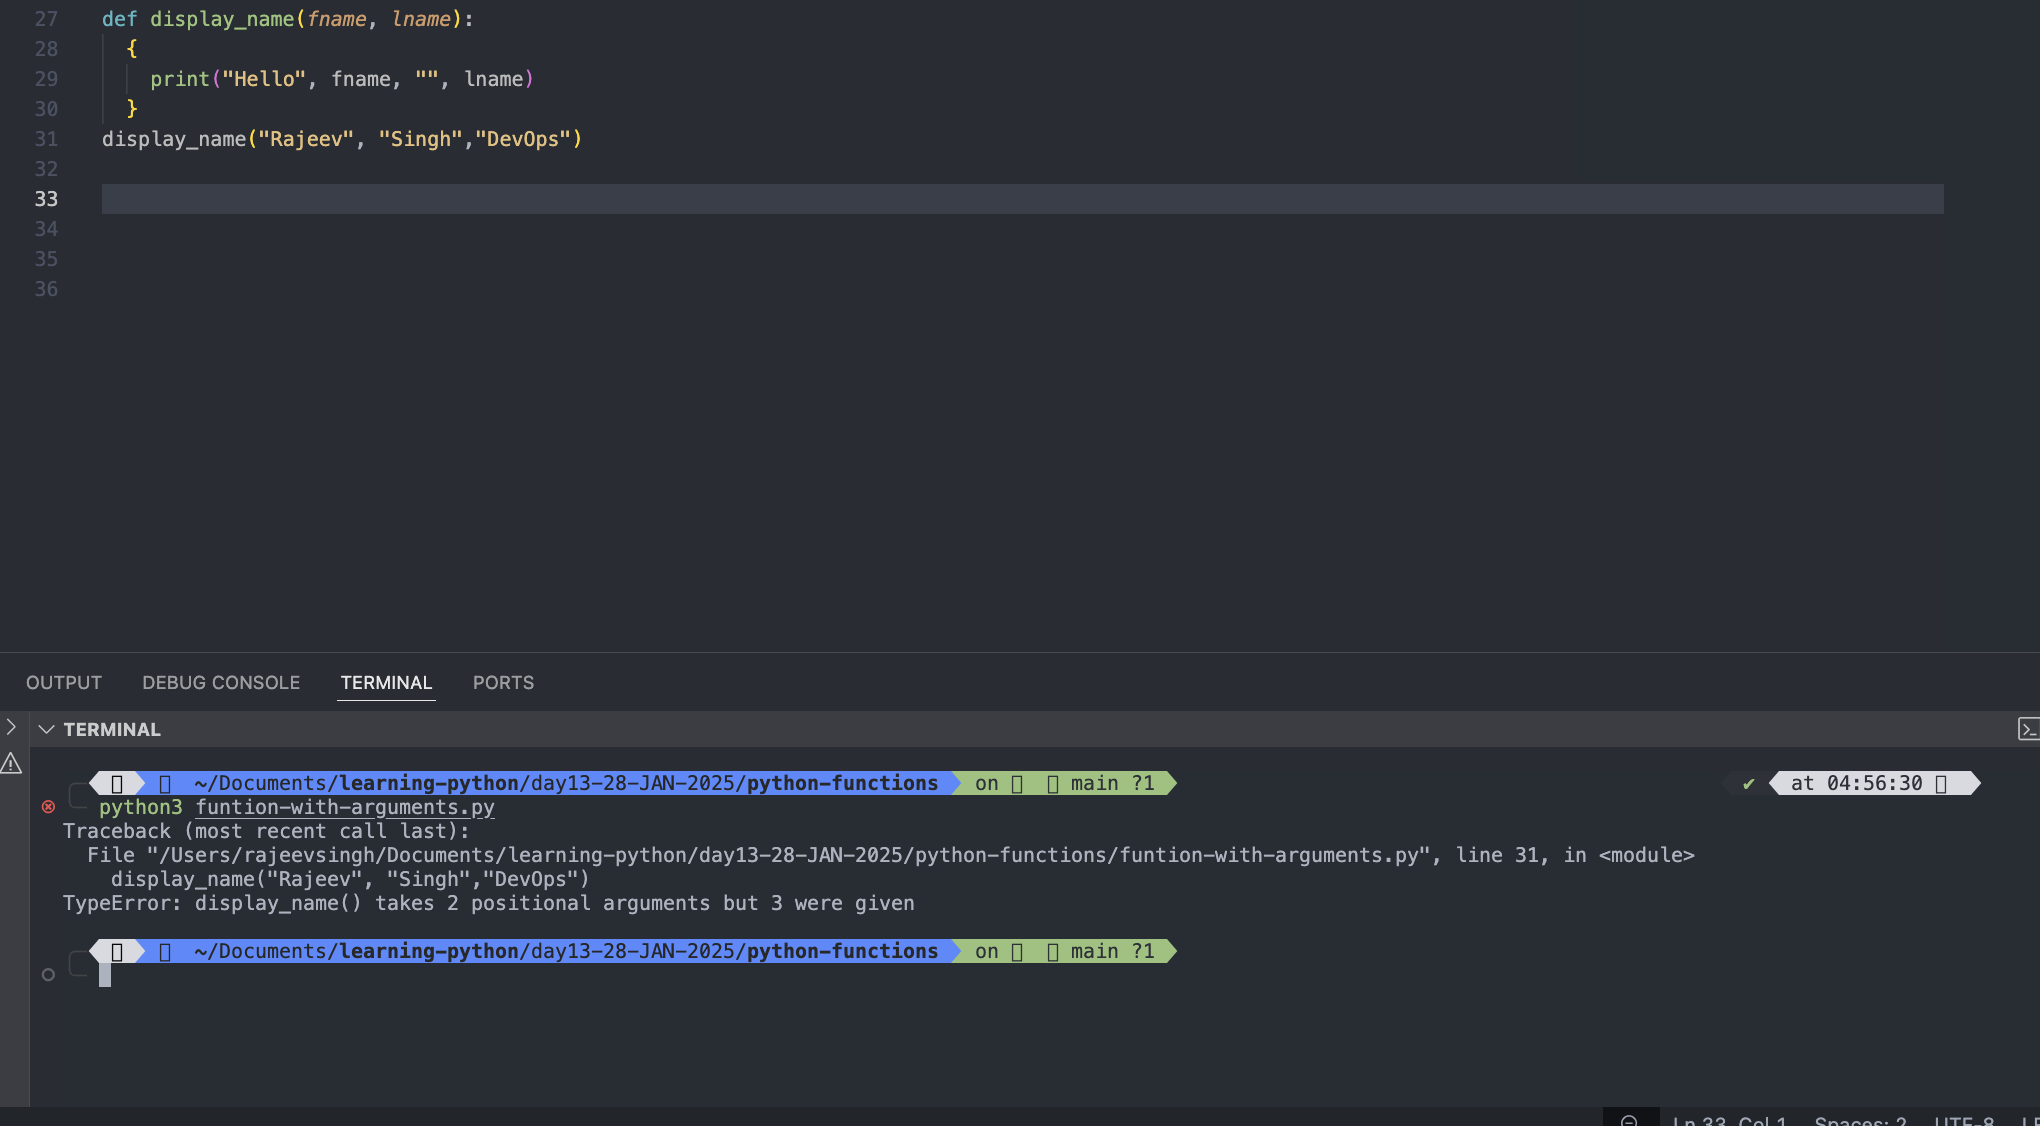 27 def display_name(fname, lname):
28 {
29 print("Hello", fname, "", lname)
30 }
31 display_name("Rajeev", "Singh","DevOps")
32
33
34
35
36
OUTPUT DEBUG CONSOLE TERMINAL PORTS
TERMINAL
~/Documents/learning-python/day13-28-JAN-2025/python-functions on main ?1 ✔ at 04:56:30
python3 funtion-with-arguments.py
Traceback (most recent call last):
File "/Users/rajeevsingh/Documents/learning-python/day13-28-JAN-2025/python-functions/funtion-with-arguments.py", line 31, in <module>
display_name("Rajeev", "Singh","DevOps")
TypeError: display_name() takes 2 positional arguments but 3 were given
~/Documents/learning-python/day13-28-JAN-2025/python-functions on main ?1
Ln 33, Col 1 Spaces: 2 UTF-8